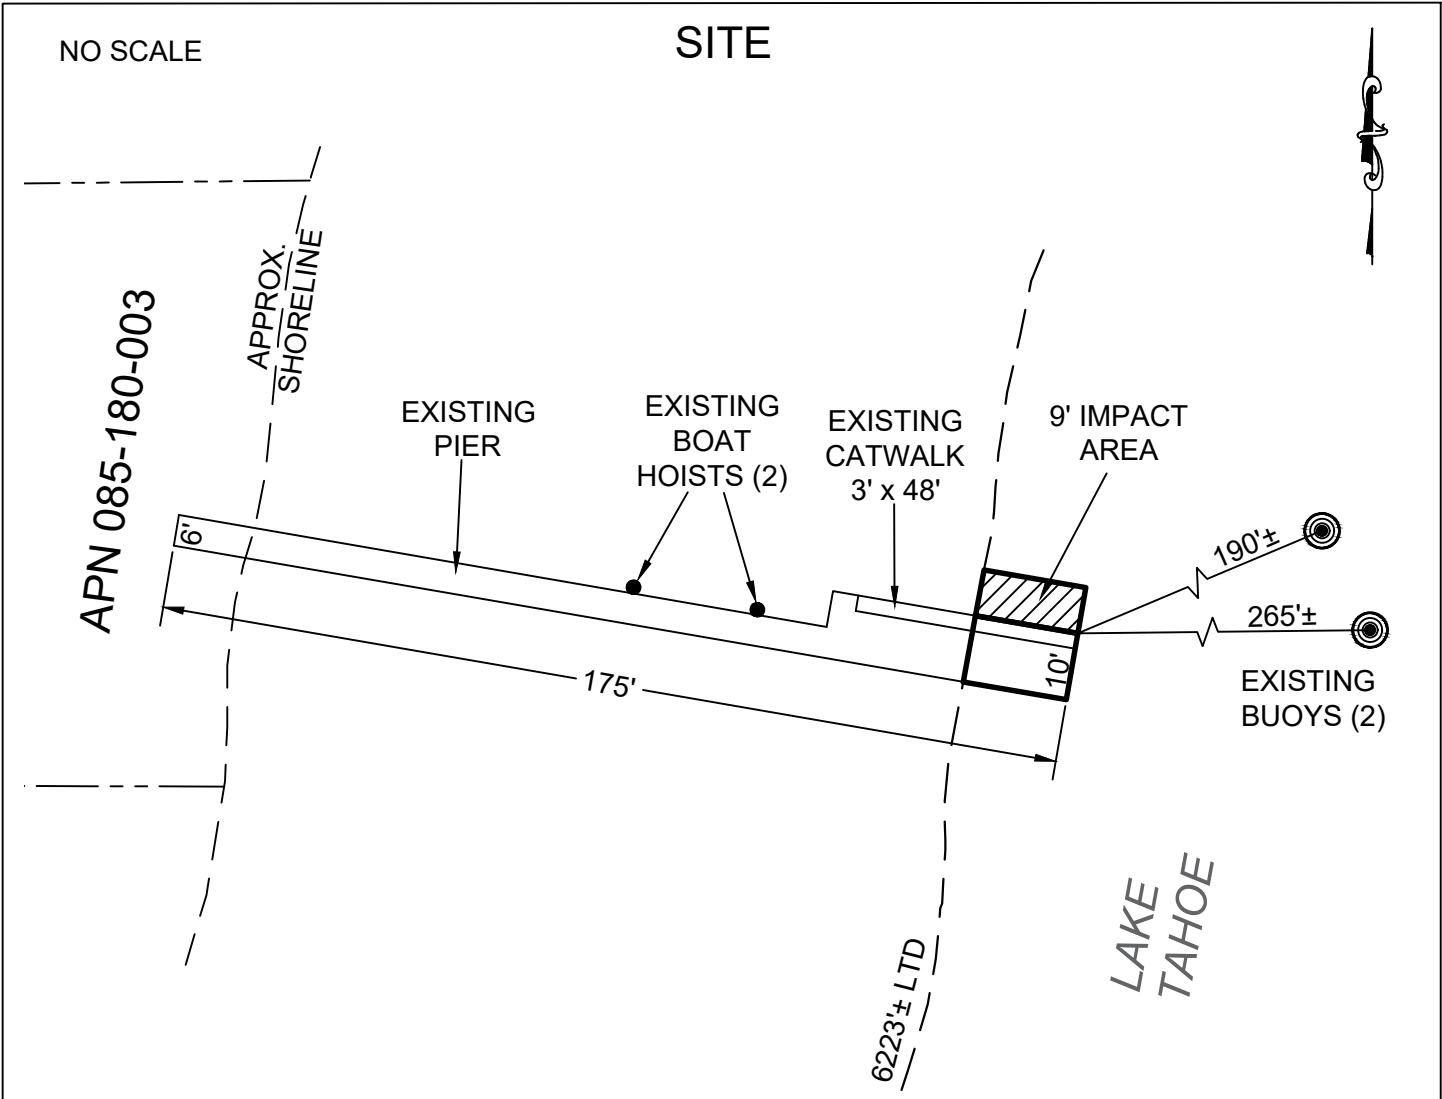 NO SCALE
SITE
APPROX.
SHORELINE
APN 085-180-003
EXISTING
PIER
EXISTING
BOAT
HOISTS (2)
EXISTING
CATWALK
3' x 48'
9' IMPACT
AREA
6'
190'±
265'±
10'
175'
EXISTING
BUOYS (2)
LAKE
TAHOE
6223'± LTD